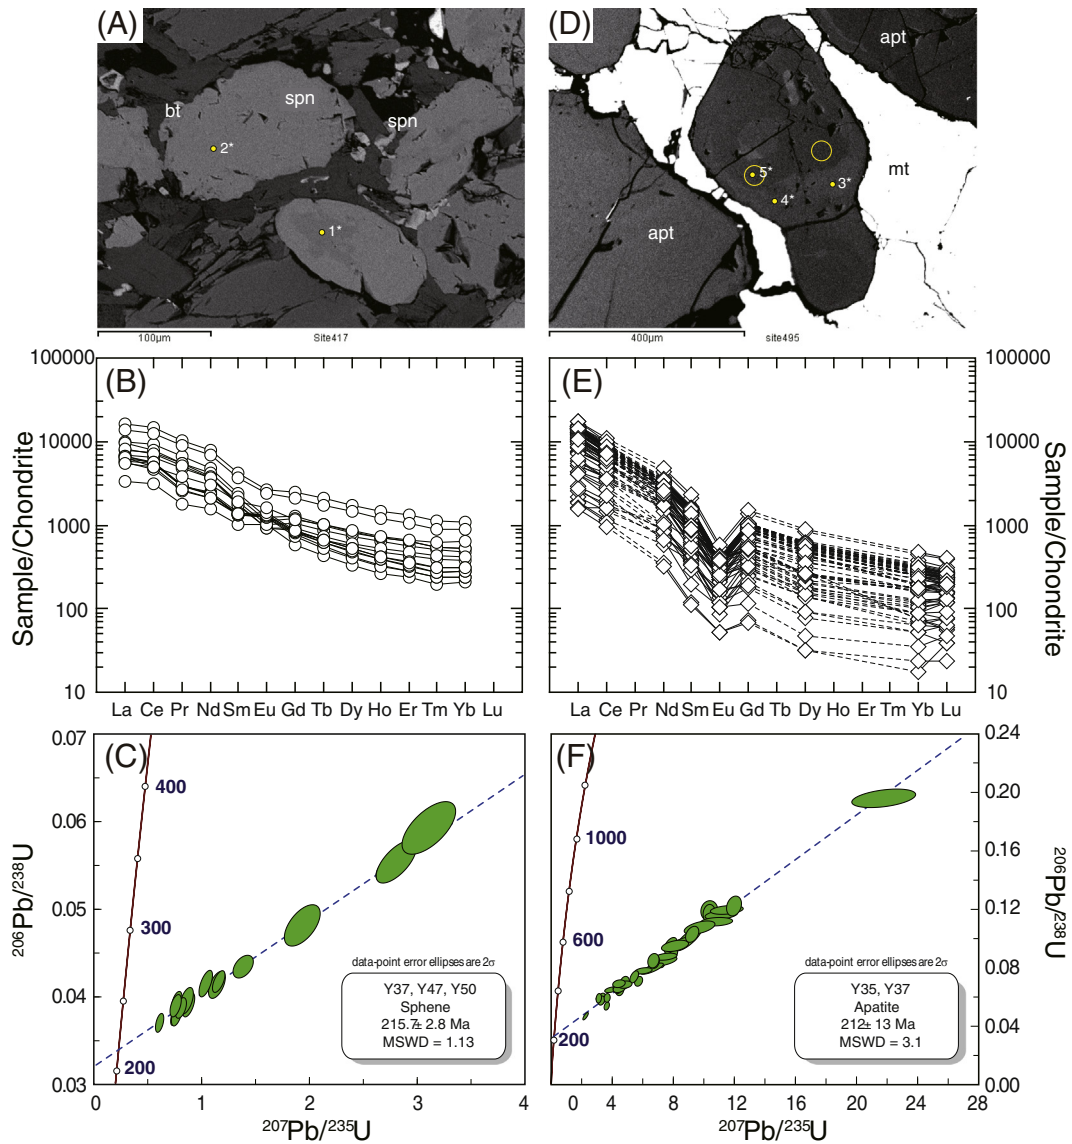 (A)
spn
bt
spn
2*
1*
100µm
Site417
(D)
apt
5*
3*
4*
mt
apt
400µm
site495
(B)
100000
10000
1000
100
10
Sample/Chondrite
La Ce Pr Nd Sm Eu Gd Tb Dy Ho Er Tm Yb Lu
(E)
100000
10000
1000
100
10
Sample/Chondrite
La Ce Pr Nd Sm Eu Gd Tb Dy Ho Er Tm Yb Lu
(C)
0.07
0.06
0.05
0.04
0.03
206Pb/238U
400
300
200
data-point error ellipses are 2σ
Y37, Y47, Y50
Sphene
215.7± 2.8 Ma
MSWD = 1.13
0 1 2 3 4
207Pb/235U
(F)
0.24
0.20
0.16
0.12
0.08
0.04
0.00
206Pb/238U
1000
600
200
data-point error ellipses are 2σ
Y35, Y37
Apatite
212± 13 Ma
MSWD = 3.1
0 4 8 12 16 20 24 28
207Pb/235U